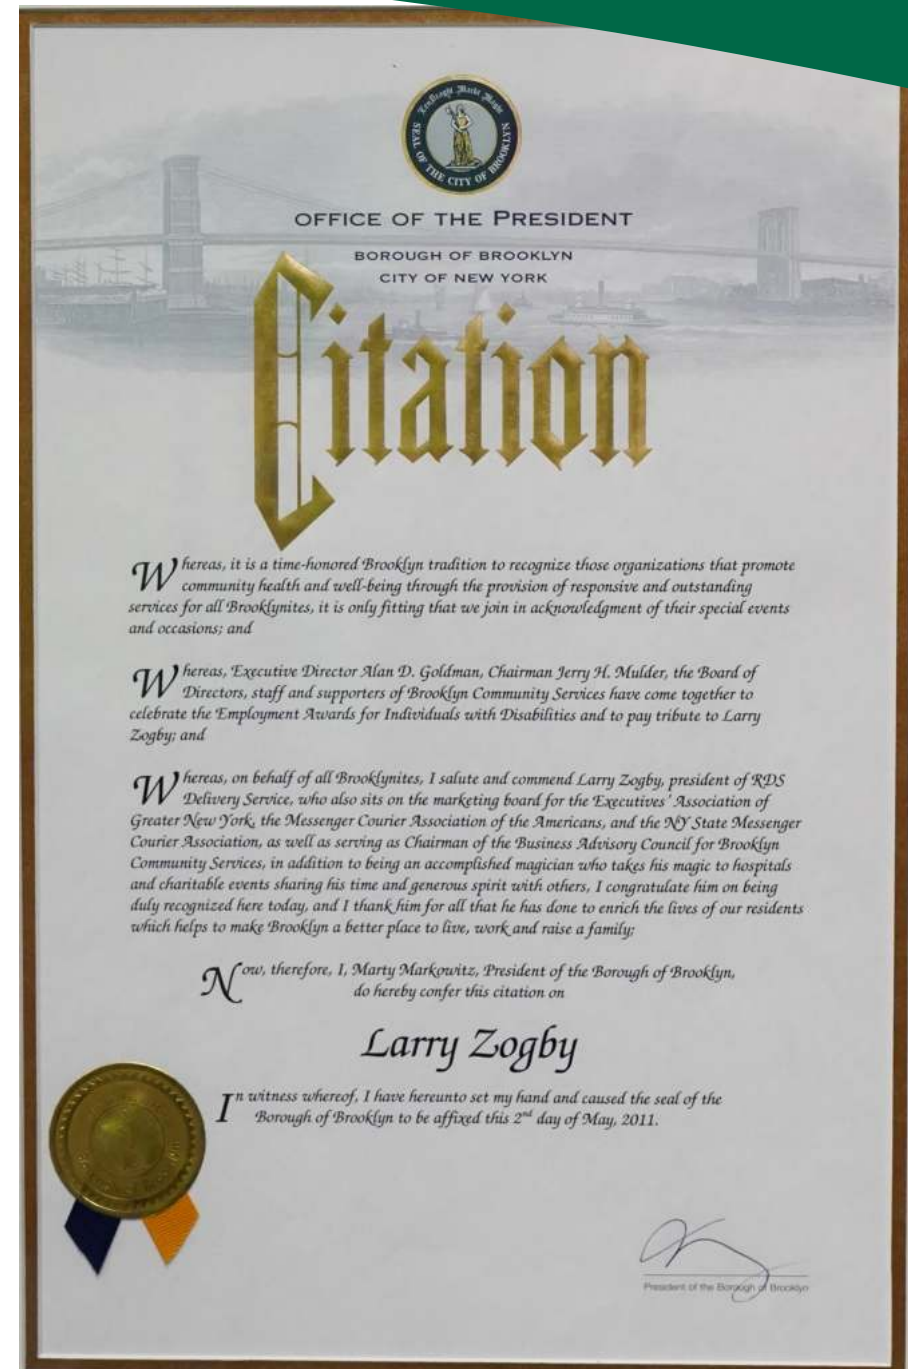 Een Draght Maekt Maght
SEAL OF THE CITY OF BROOKLYN
OFFICE OF THE PRESIDENT
BOROUGH OF BROOKLYN
CITY OF NEW YORK
Citation
Whereas, it is a time-honored Brooklyn tradition to recognize those organizations that promote
community health and well-being through the provision of responsive and outstanding
services for all Brooklynites, it is only fitting that we join in acknowledgment of their special events
and occasions; and
Whereas, Executive Director Alan D. Goldman, Chairman Jerry H. Mulder, the Board of
Directors, staff and supporters of Brooklyn Community Services have come together to
celebrate the Employment Awards for Individuals with Disabilities and to pay tribute to Larry
Zogby; and
Whereas, on behalf of all Brooklynites, I salute and commend Larry Zogby, president of RDS
Delivery Service, who also sits on the marketing board for the Executives' Association of
Greater New York, the Messenger Courier Association of the Americans, and the NY State Messenger
Courier Association, as well as serving as Chairman of the Business Advisory Council for Brooklyn
Community Services, in addition to being an accomplished magician who takes his magic to hospitals
and charitable events sharing his time and generous spirit with others, I congratulate him on being
duly recognized here today, and I thank him for all that he has done to enrich the lives of our residents
which helps to make Brooklyn a better place to live, work and raise a family;
Now, therefore, I, Marty Markowitz, President of the Borough of Brooklyn,
do hereby confer this citation on
Larry Zogby
In witness whereof, I have hereunto set my hand and caused the seal of the
Borough of Brooklyn to be affixed this 2nd day of May, 2011.
President of the Borough of Brooklyn